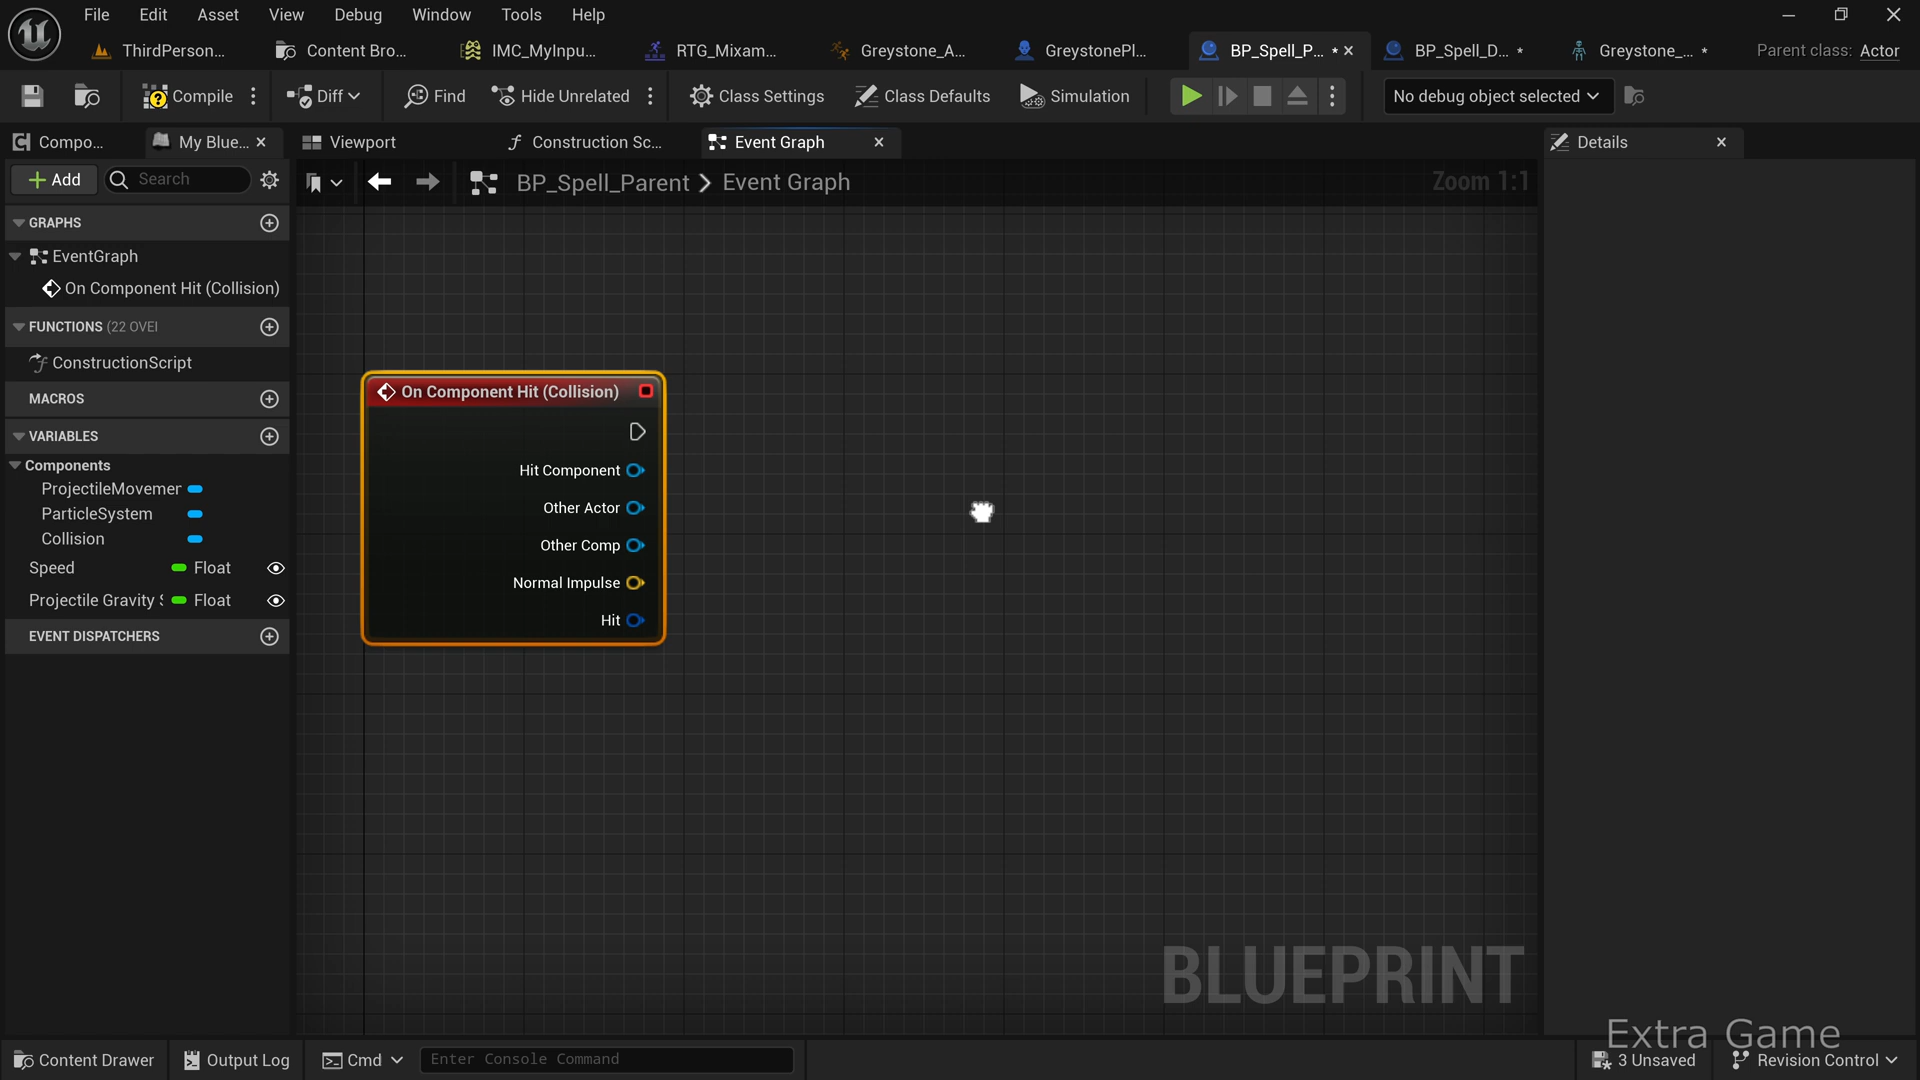 File Edit Asset View Debug Window Tools Help
ThirdPerson... Content Bro... IMC_MyInpu... RTG_Mixam... Greystone_A... GreystonePl... BP_Spell_P... • BP_Spell_D... • Greystone_... • Parent class: Actor
Compile Diff Find Hide Unrelated Class Settings Class Defaults Simulation No debug object selected
Compo... My Blue... Viewport Construction Sc... Event Graph Details
Add Search BP_Spell_Parent > Event Graph Zoom 1:1
GRAPHS
EventGraph
On Component Hit (Collision)
FUNCTIONS (22 OVEI
ConstructionScript
MACROS
VARIABLES
Components
ProjectileMovemer
ParticleSystem
Collision
Speed Float
Projectile Gravity S Float
EVENT DISPATCHERS
On Component Hit (Collision)
Hit Component
Other Actor
Other Comp
Normal Impulse
Hit
BLUEPRINT
Extra Game
Content Drawer Output Log Cmd Enter Console Command 3 Unsaved Revision Control